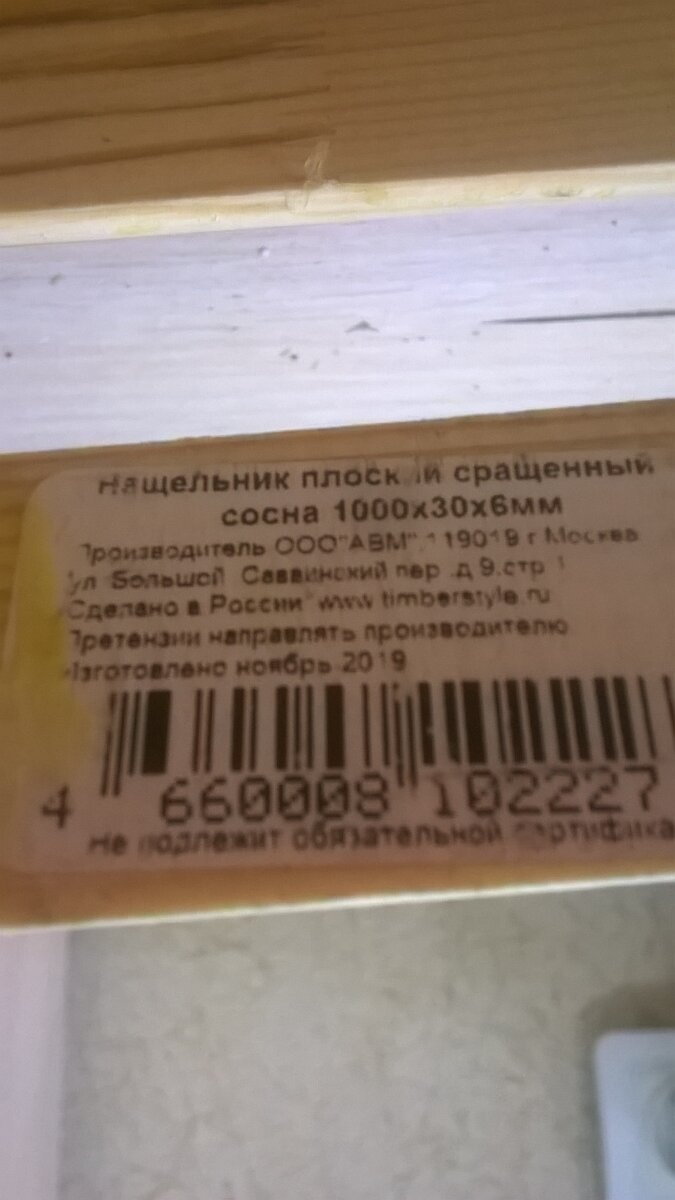 Нащельник плоский сращенный
сосна 1000х30х6мм
Производитель ООО"АВМ" 119019 г Москва
ул Большой Саввинский пер .д 9.стр 1
Сделано в России www timberstyle.ru
Претензии направлять производителю
Изготовлено ноябрь 2019
4 660008 102227
Не подлежит обязательной